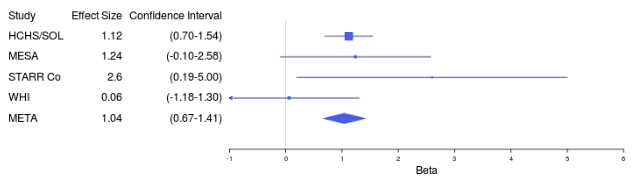 Study Effect Size Confidence Interval
HCHS/SOL 1.12 (0.70-1.54)
MESA 1.24 (-0.10-2.58)
STARR Co 2.6 (0.19-5.00)
WHI 0.06 (-1.18-1.30)
META 1.04 (0.67-1.41)
-1 0 1 2 3 4 5 6
Beta